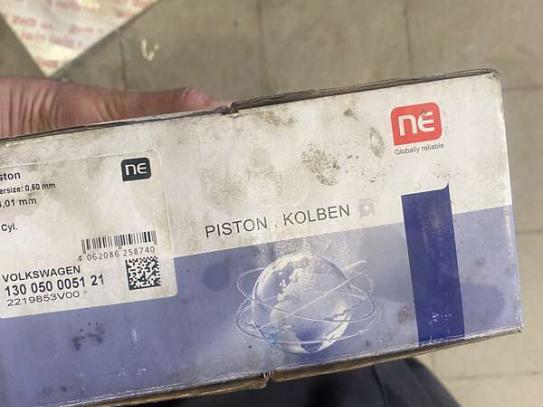 ne
Globally reliable
ston
ersize: 0,60 mm
,01 mm
Cyl.
ne
4 062086 258740
VOLKSWAGEN
130 050 0051 21
2219853V00
PISTON . KOLBEN